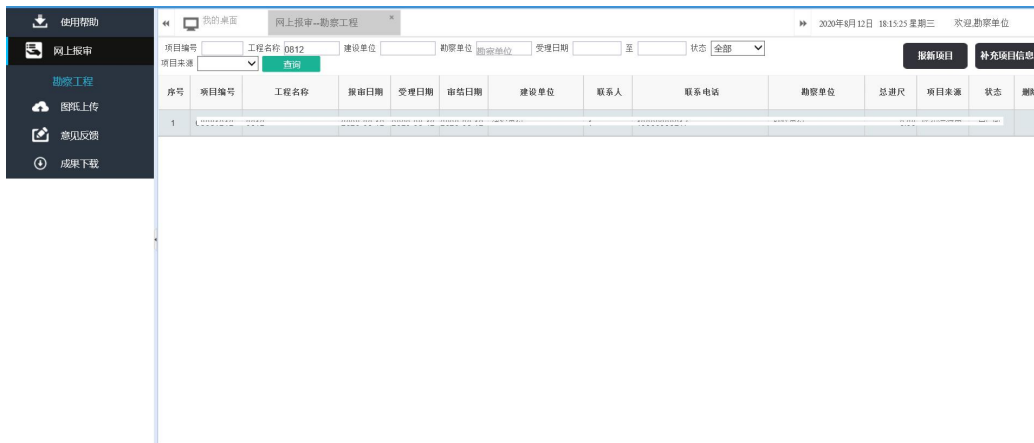 使用帮助
网上报审
勘察工程
图纸上传
意见反馈
成果下载
我的桌面 网上报审--勘察工程 × 2020年8月12日 18:15:25 星期三 欢迎,勘察单位
项目编号 工程名称 0812 建设单位 勘察单位 勘察单位 受理日期 至 状态 全部
项目来源 查询 报新项目 补充项目信息
序号 项目编号 工程名称 报审日期 受理日期 审结日期 建设单位 联系人 联系电话 勘察单位 总进尺 项目来源 状态
1